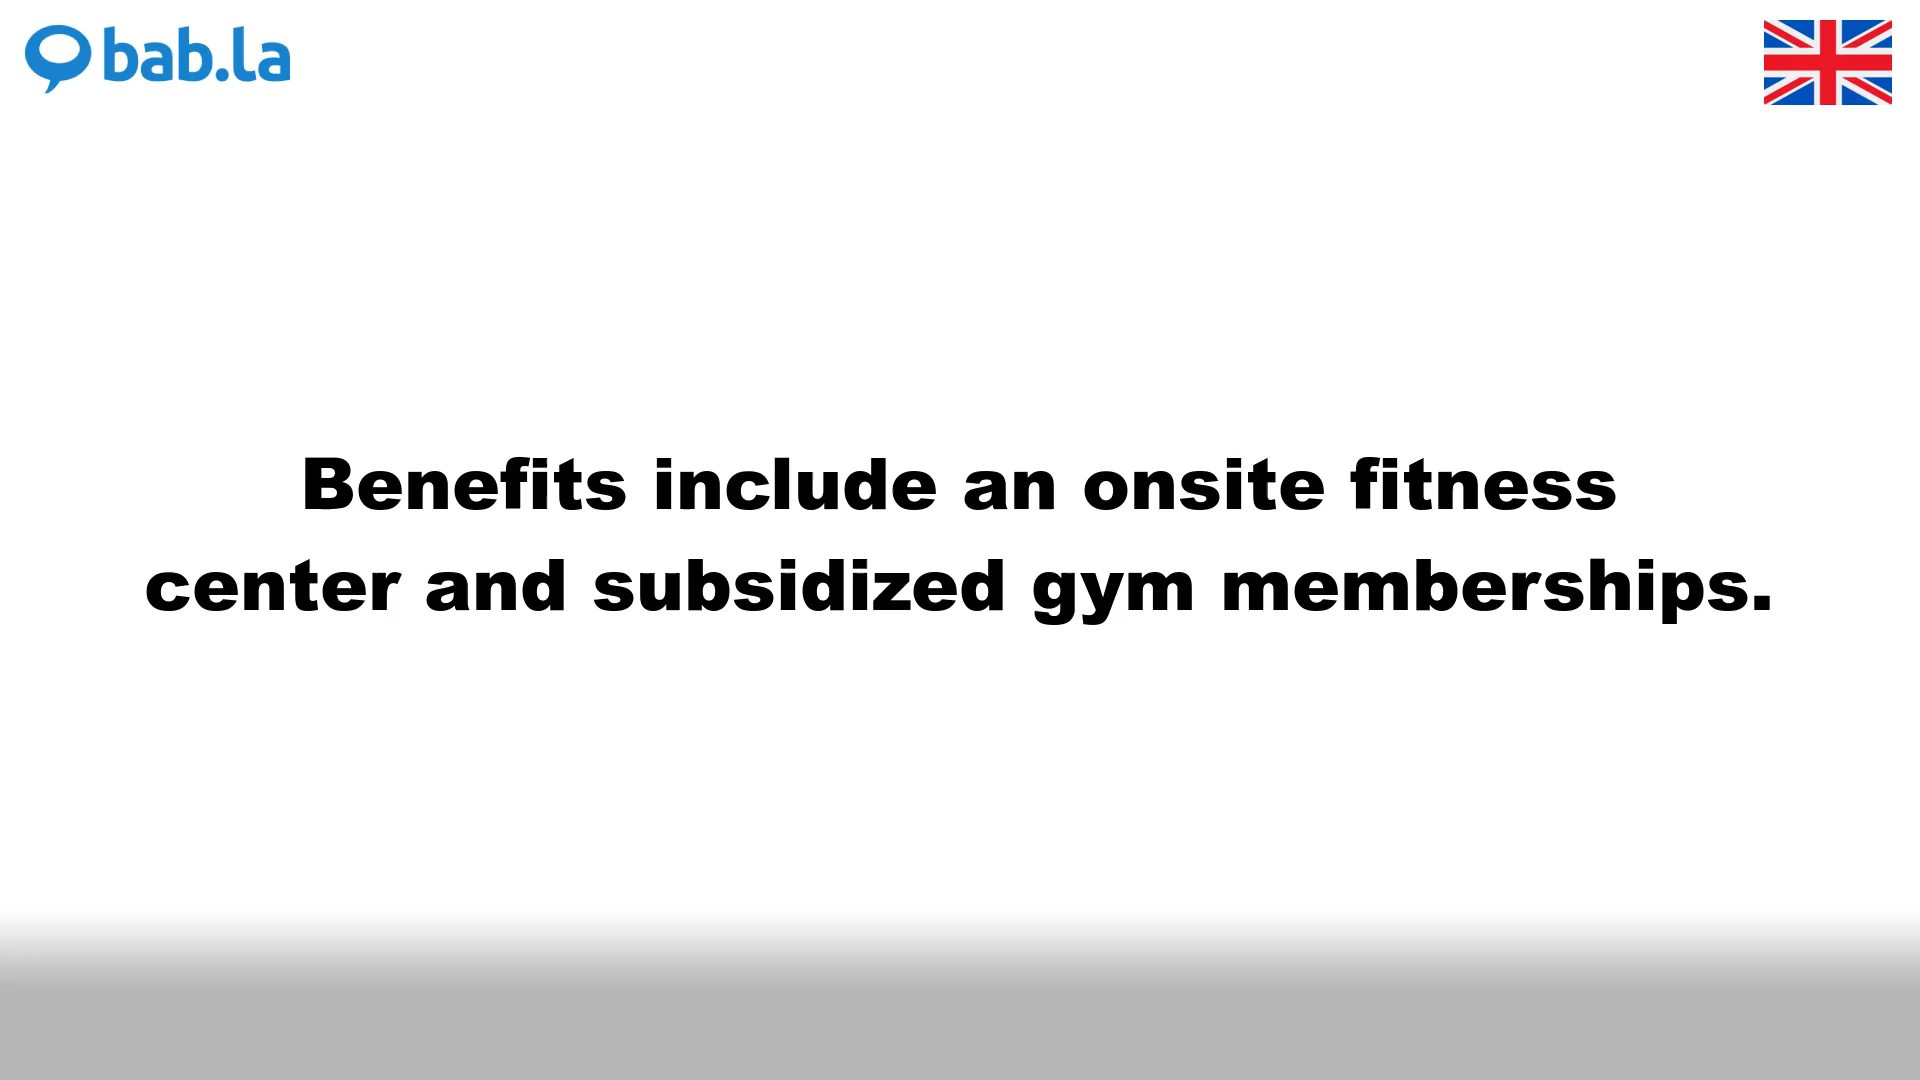 bab.la
Benefits include an onsite fitness
center and subsidized gym memberships.